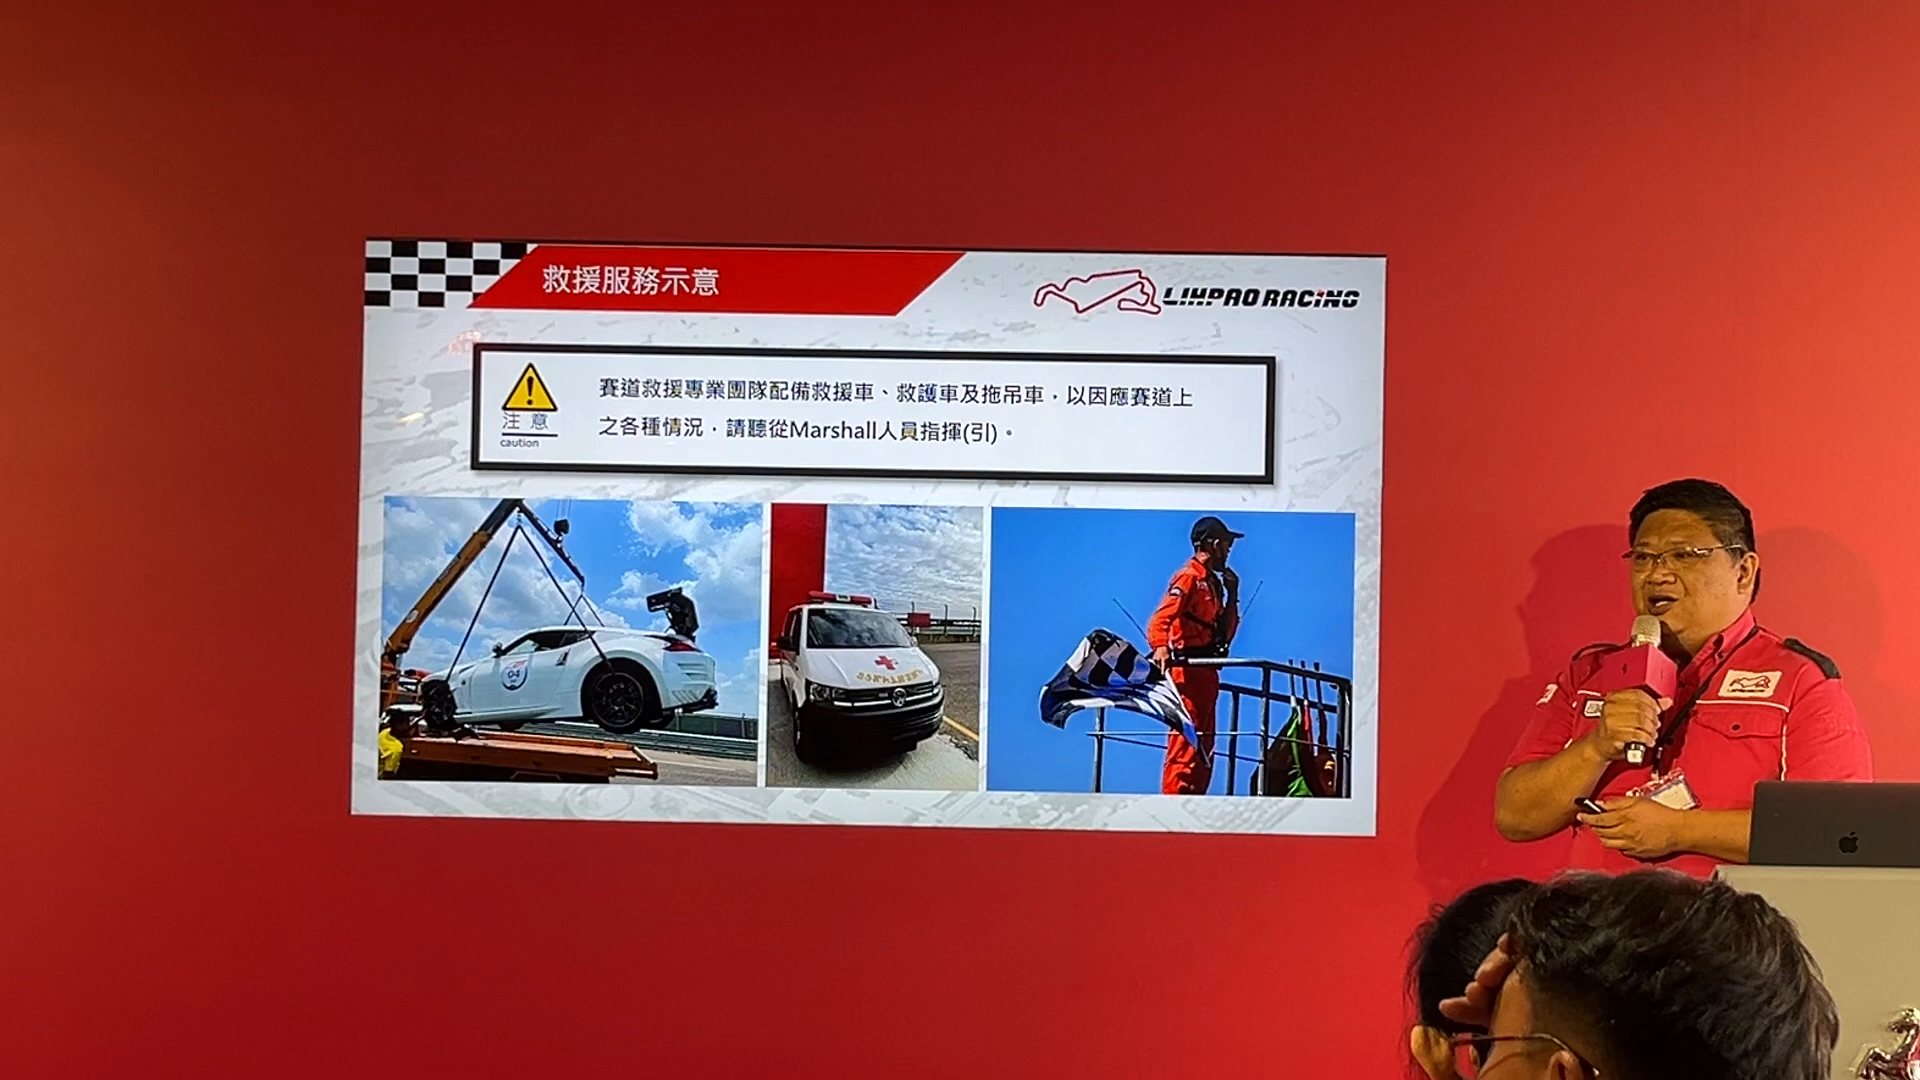 救援服務示意
LIHPAO RACING
注意
caution
賽道救援專業團隊配備救援車、救護車及拖吊車，以因應賽道上
之各種情況，請聽從Marshall人員指揮(引)。
04